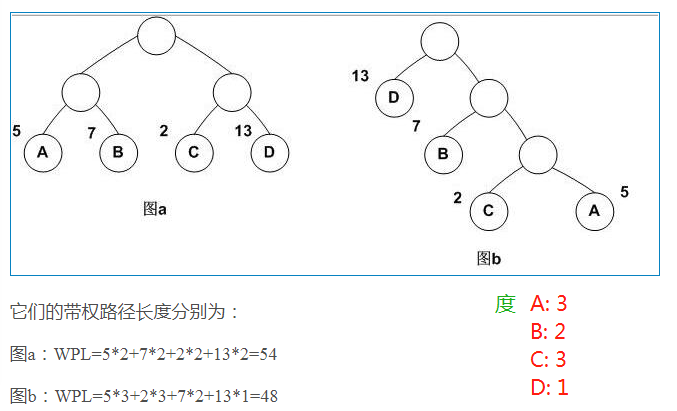 5
A
7
B
2
C
13
D
图a
13
D
7
B
2
C
5
A
图b
它们的带权路径长度分别为：
图a：WPL=5*2+7*2+2*2+13*2=54
图b：WPL=5*3+2*3+7*2+13*1=48
度 A: 3
B: 2
C: 3
D: 1